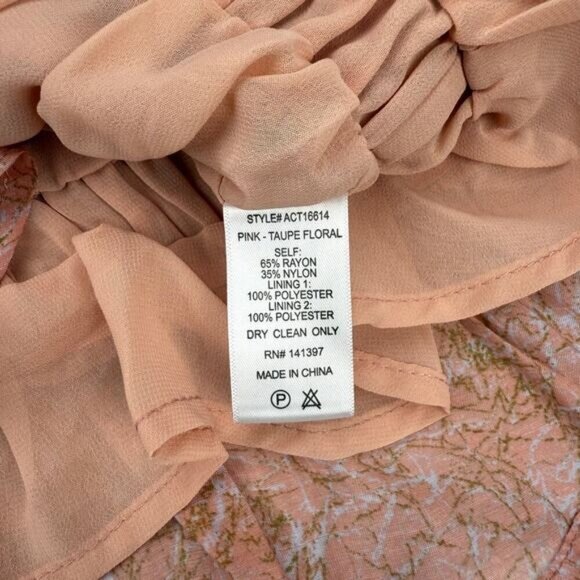 STYLE# ACT16614
PINK - TAUPE FLORAL
SELF:
65% RAYON
35% NYLON
LINING 1:
100% POLYESTER
LINING 2:
100% POLYESTER
DRY CLEAN ONLY
RN# 141397
MADE IN CHINA
P